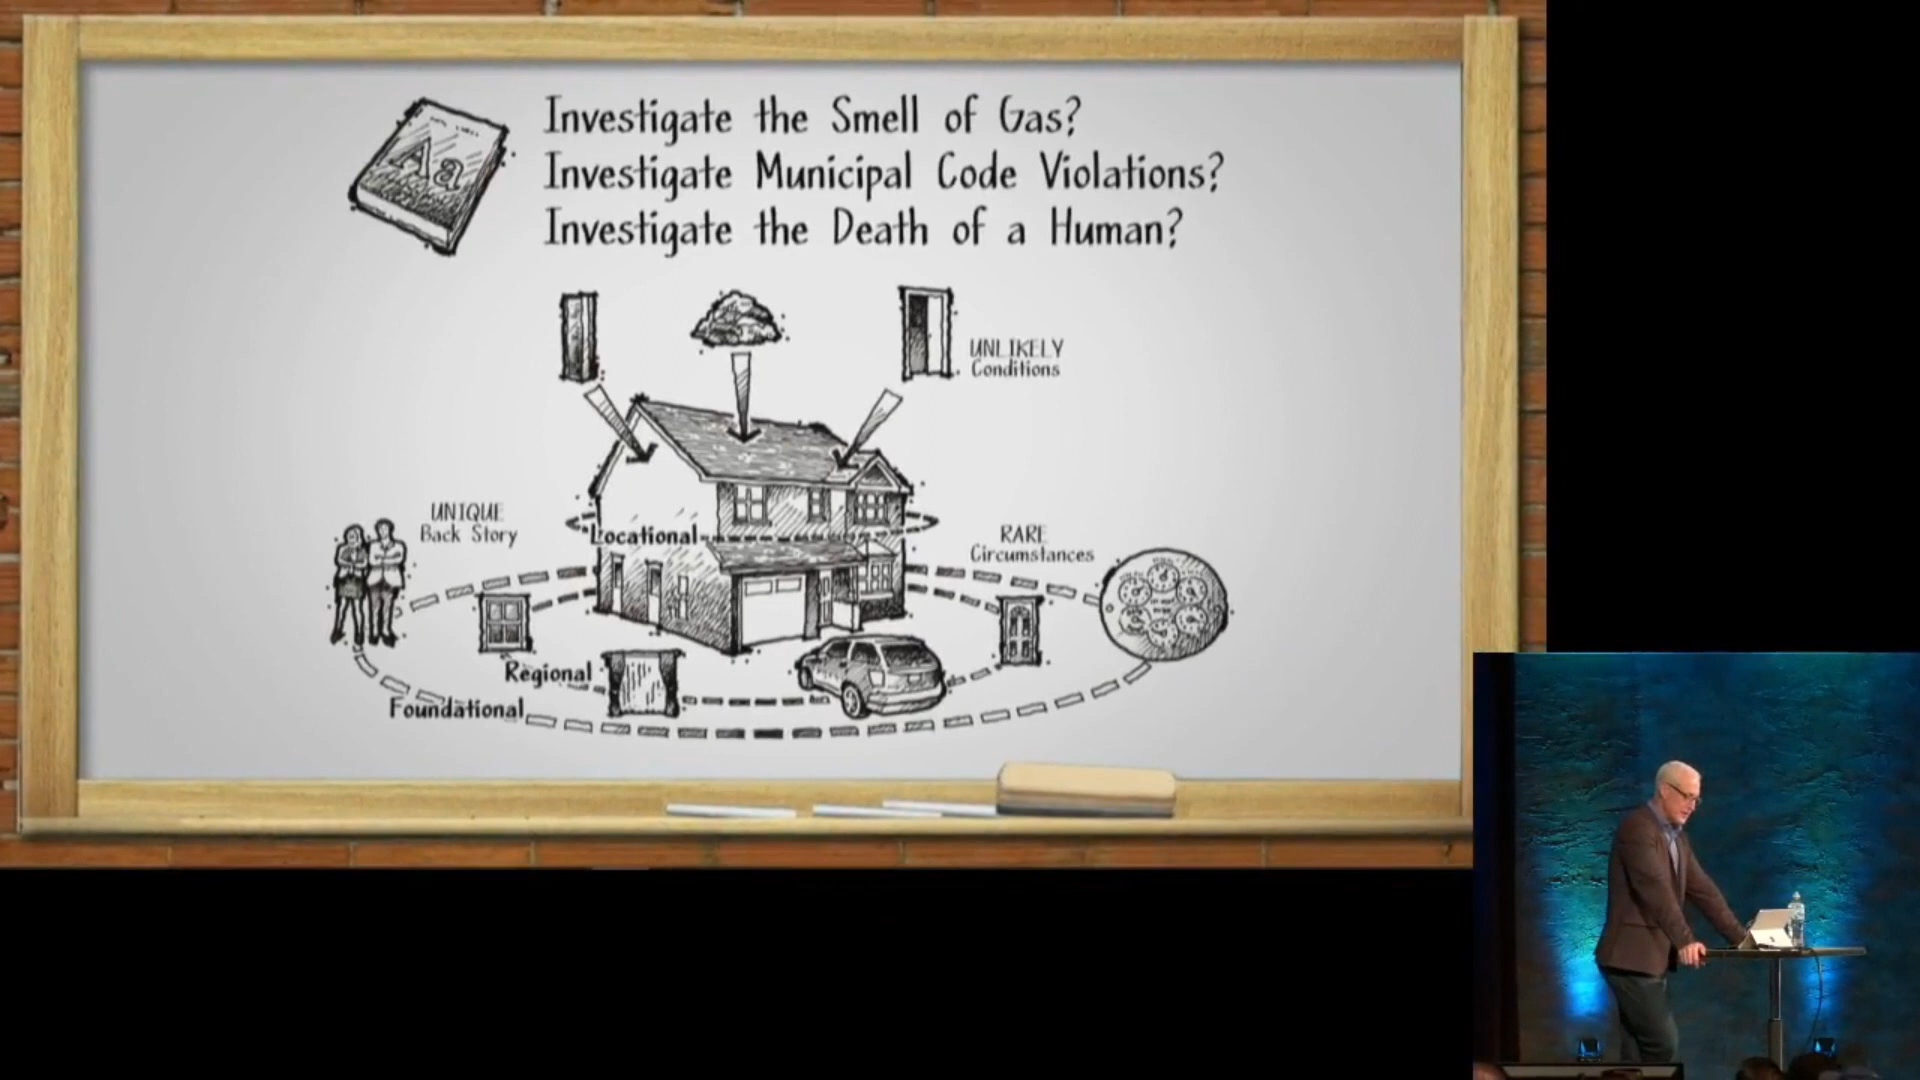 Investigate the Smell of Gas?
Investigate Municipal Code Violations?
Investigate the Death of a Human?
Aa
UNLIKELY
Conditions
UNIQUE
Back Story
Locational
RARE
Circumstances
Regional
Foundational